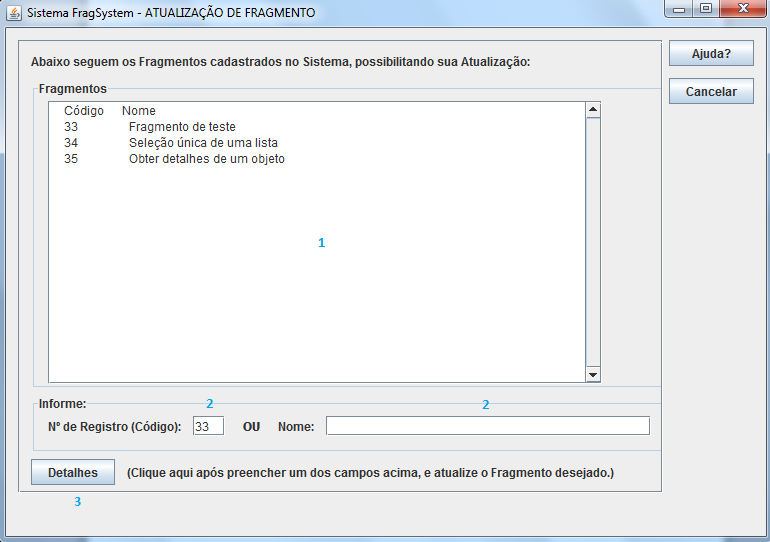 Sistema FragSystem - ATUALIZAÇÃO DE FRAGMENTO
Abaixo seguem os Fragmentos cadastrados no Sistema, possibilitando sua Atualização:
Ajuda?
Cancelar
Fragmentos
Código Nome
33 Fragmento de teste
34 Seleção única de uma lista
35 Obter detalhes de um objeto
1
Informe: 2 2
Nº de Registro (Código): 33 OU Nome:
Detalhes (Clique aqui após preencher um dos campos acima, e atualize o Fragmento desejado.)
3